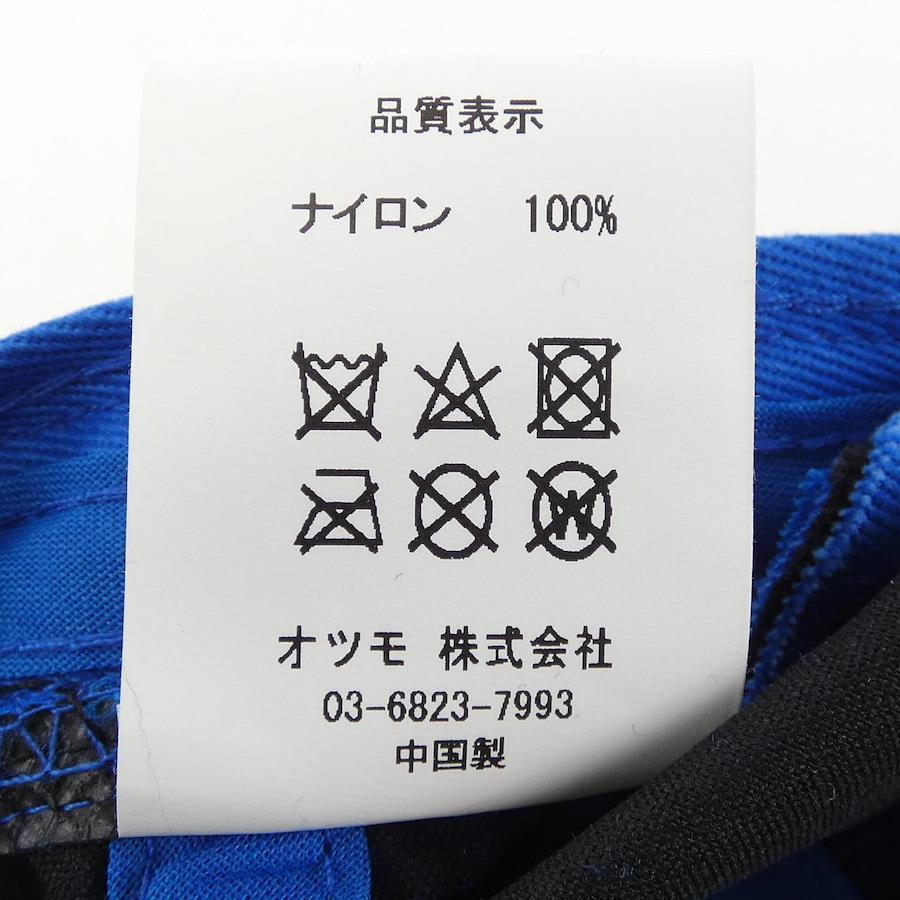 品質表示
ナイロン 100%
オツモ 株式会社
03-6823-7993
中国製